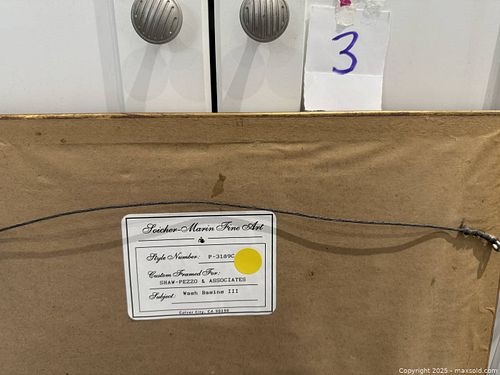 3
Soicher-Marin Fine Art
Style Number: P-3189C
Custom Framed For:
SHAW-PEZZO & ASSOCIATES
Subject: Wash Basins III
Culver City, CA
Copyright 2025 - maxsold.com